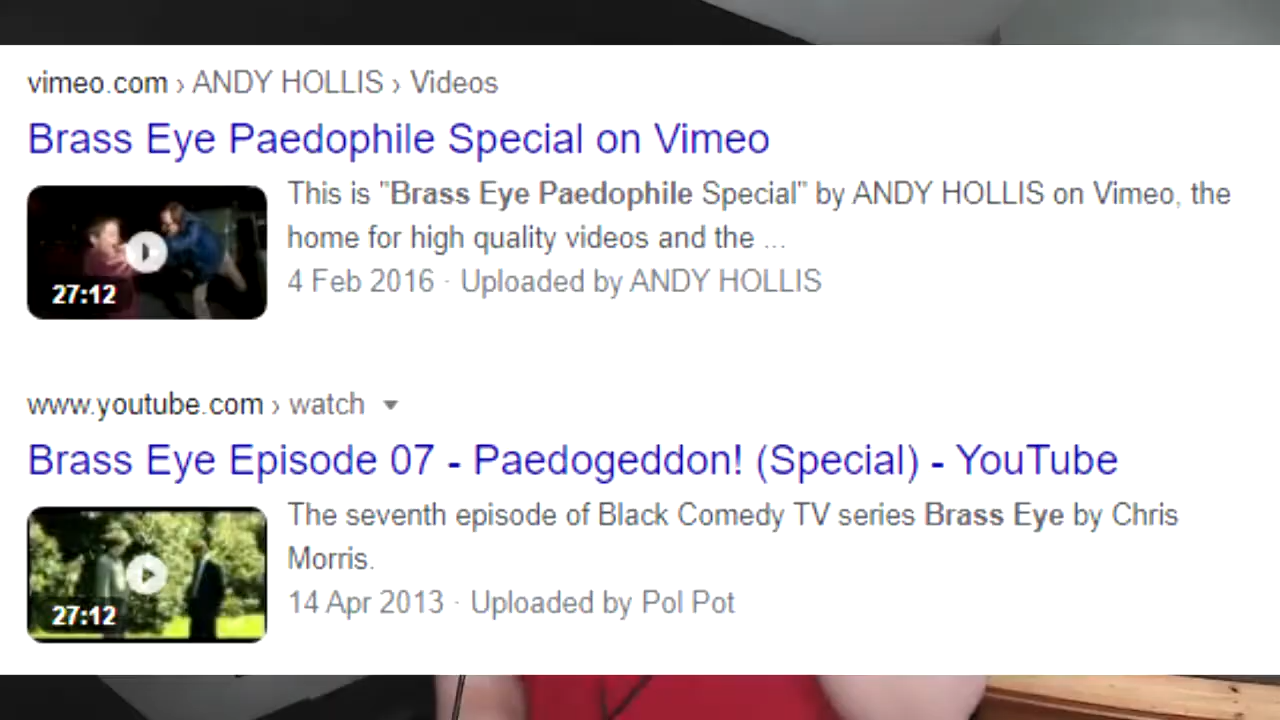 vimeo.com › ANDY HOLLIS › Videos
Brass Eye Paedophile Special on Vimeo
This is "Brass Eye Paedophile Special" by ANDY HOLLIS on Vimeo, the
home for high quality videos and the ...
27:12
4 Feb 2016 · Uploaded by ANDY HOLLIS
www.youtube.com › watch
Brass Eye Episode 07 - Paedogeddon! (Special) - YouTube
The seventh episode of Black Comedy TV series Brass Eye by Chris
Morris.
27:12
14 Apr 2013 · Uploaded by Pol Pot